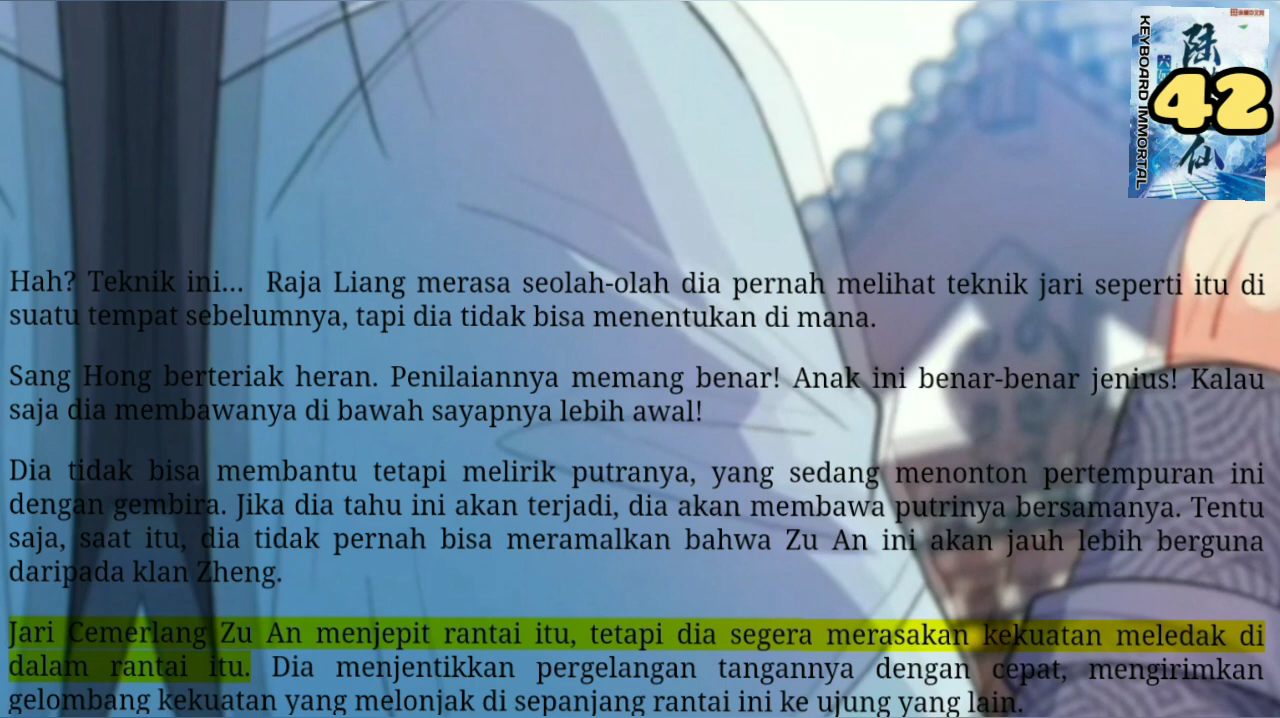 KEYBOARD IMMORTAL
42
Hah? Teknik ini... Raja Liang merasa seolah-olah dia pernah melihat teknik jari seperti itu di
suatu tempat sebelumnya, tapi dia tidak bisa menentukan di mana.
Sang Hong berteriak heran. Penilaiannya memang benar! Anak ini benar-benar jenius! Kalau
saja dia membawanya di bawah sayapnya lebih awal!
Dia tidak bisa membantu tetapi melirik putranya, yang sedang menonton pertempuran ini
dengan gembira. Jika dia tahu ini akan terjadi, dia akan membawa putrinya bersamanya. Tentu
saja, saat itu, dia tidak pernah bisa meramalkan bahwa Zu An ini akan jauh lebih berguna
daripada klan Zheng.
Jari Cemerlang Zu An menjepit rantai itu, tetapi dia segera merasakan kekuatan meledak di
dalam rantai itu. Dia menjentikkan pergelangan tangannya dengan cepat, mengirimkan
gelombang kekuatan yang melonjak di sepanjang rantai ini ke ujung yang lain.